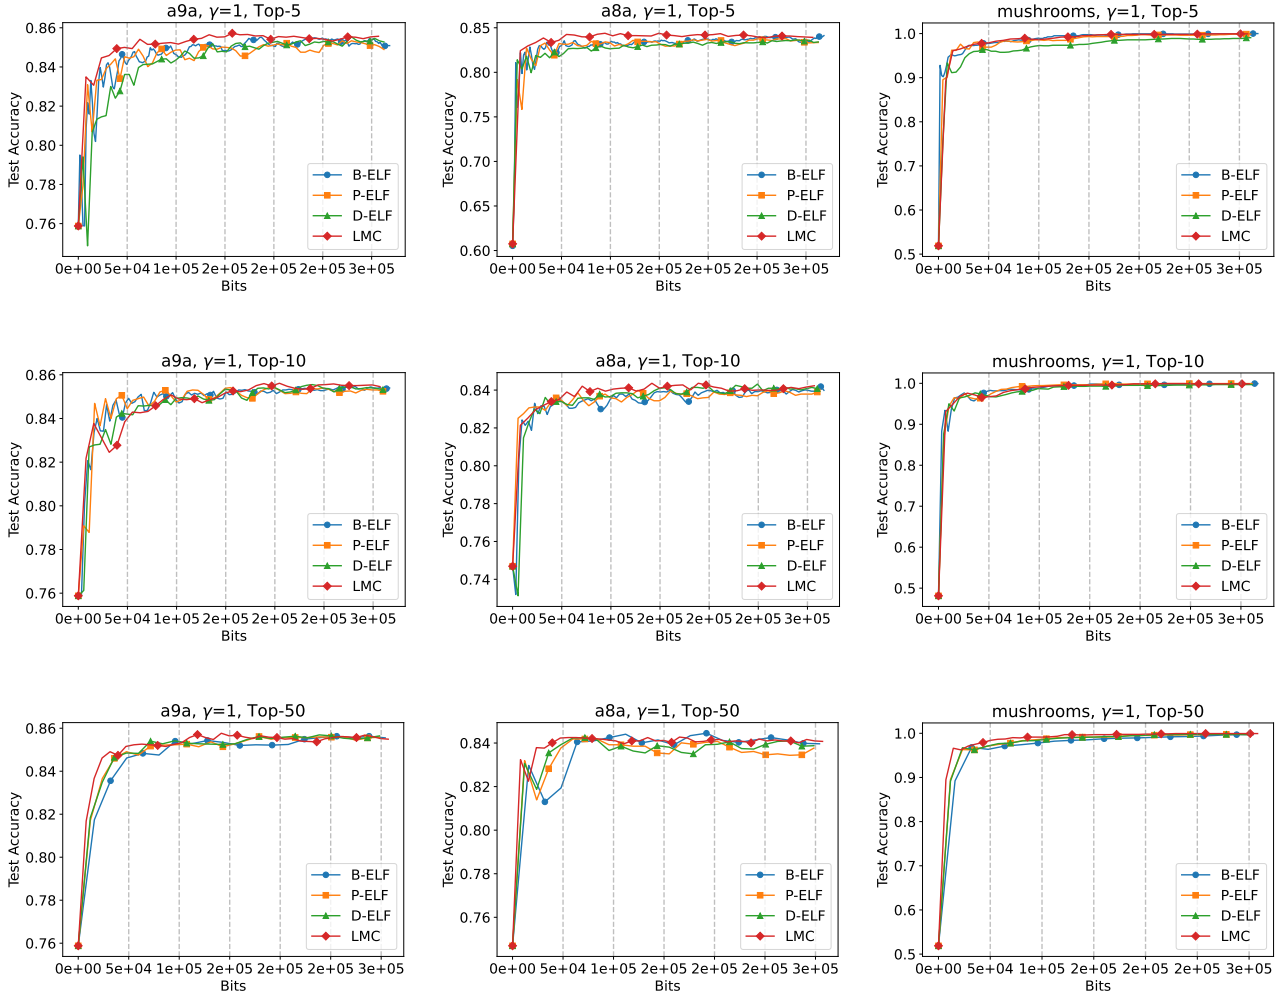 a9a, γ=1, Top-5
Test Accuracy
0.86
0.84
0.82
0.80
0.78
0.76
B-ELF
P-ELF
D-ELF
LMC
0e+00 5e+04 1e+05 2e+05 2e+05 2e+05 3e+05
Bits
a8a, γ=1, Top-5
Test Accuracy
0.85
0.80
0.75
0.70
0.65
0.60
B-ELF
P-ELF
D-ELF
LMC
0e+00 5e+04 1e+05 2e+05 2e+05 2e+05 3e+05
Bits
mushrooms, γ=1, Top-5
Test Accuracy
1.0
0.9
0.8
0.7
0.6
0.5
B-ELF
P-ELF
D-ELF
LMC
0e+00 5e+04 1e+05 2e+05 2e+05 2e+05 3e+05
Bits
a9a, γ=1, Top-10
Test Accuracy
0.86
0.84
0.82
0.80
0.78
0.76
B-ELF
P-ELF
D-ELF
LMC
0e+00 5e+04 1e+05 2e+05 2e+05 2e+05 3e+05
Bits
a8a, γ=1, Top-10
Test Accuracy
0.84
0.82
0.80
0.78
0.76
0.74
B-ELF
P-ELF
D-ELF
LMC
0e+00 5e+04 1e+05 2e+05 2e+05 2e+05 3e+05
Bits
mushrooms, γ=1, Top-10
Test Accuracy
1.0
0.9
0.8
0.7
0.6
0.5
B-ELF
P-ELF
D-ELF
LMC
0e+00 5e+04 1e+05 2e+05 2e+05 2e+05 3e+05
Bits
a9a, γ=1, Top-50
Test Accuracy
0.86
0.84
0.82
0.80
0.78
0.76
B-ELF
P-ELF
D-ELF
LMC
0e+00 5e+04 1e+05 2e+05 2e+05 2e+05 3e+05
Bits
a8a, γ=1, Top-50
Test Accuracy
0.84
0.82
0.80
0.78
0.76
B-ELF
P-ELF
D-ELF
LMC
0e+00 5e+04 1e+05 2e+05 2e+05 2e+05 3e+05
Bits
mushrooms, γ=1, Top-50
Test Accuracy
1.0
0.9
0.8
0.7
0.6
0.5
B-ELF
P-ELF
D-ELF
LMC
0e+00 5e+04 1e+05 2e+05 2e+05 2e+05 3e+05
Bits